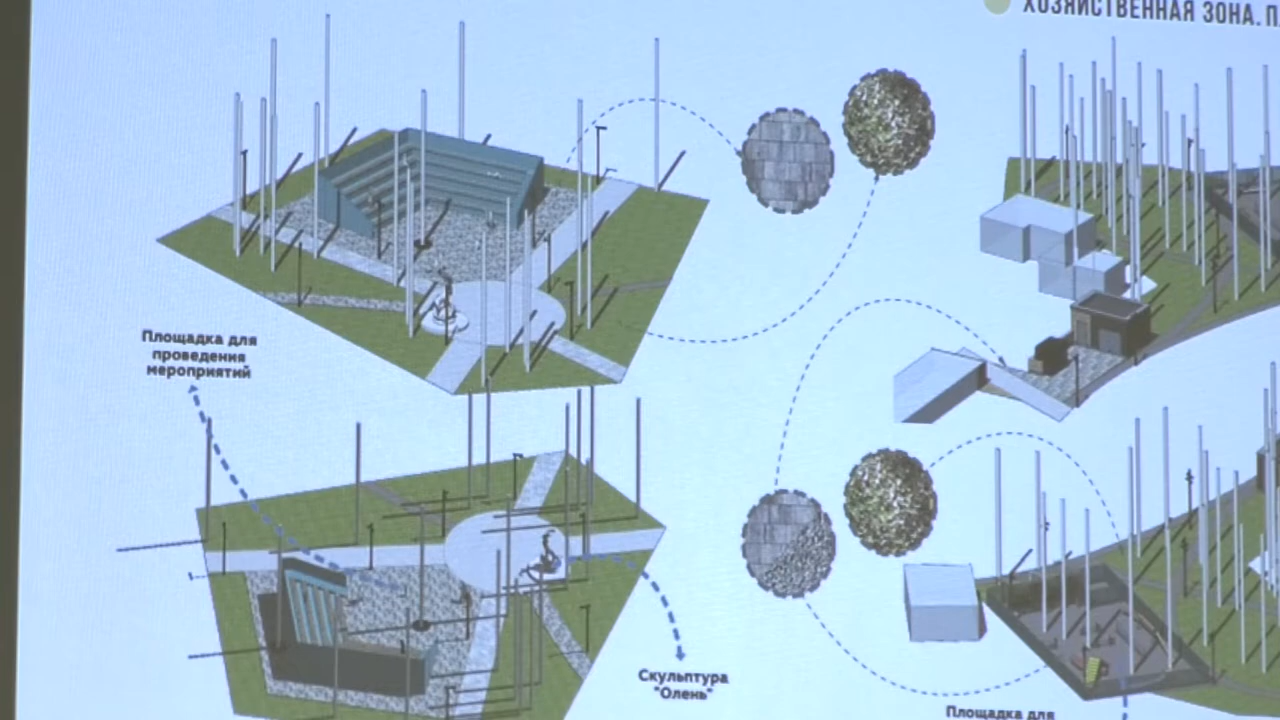 ХОЗЯЙСТВЕННАЯ ЗОНА. П
Площадка для
проведения
мероприятий
Скульптура
"Олень"
Площадка для